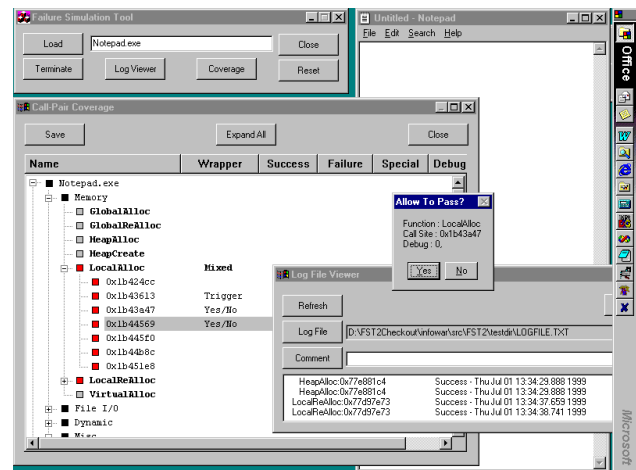 Failure Simulation Tool
Load
Notepad.exe
Close
Terminate
Log Viewer
Coverage
Reset
Untitled - Notepad
File Edit Search Help
Call-Pair Coverage
Save
Expand All
Close
Name Wrapper Success Failure Special Debug
Notepad.exe
Memory
GlobalAlloc
GlobalReAlloc
HeapAlloc
HeapCreate
LocalAlloc Mixed
0x1b424cc
0x1b43613 Trigger
0x1b43a47 Yes/No
0x1b44569 Yes/No
0x1b445f0
0x1b44b8c
0x1b451e8
LocalReAlloc
VirtualAlloc
File I/O
Dynamic
Misc
Allow To Pass?
Function : LocalAlloc
Call Site : 0x1b43a47
Debug : 0,
Yes
No
Log File Viewer
Refresh
Log File
D:\FST2Checkout\infowar\src\FST2\testdir\LOGFILE.TXT
Comment
HeapAlloc:0x77e881c4 Success - Thu Jul 01 13:34:29.888 1999
HeapAlloc:0x77e881c4 Success - Thu Jul 01 13:34:29.888 1999
LocalReAlloc:0x77d97e73 Success - Thu Jul 01 13:34:37.659 1999
LocalReAlloc:0x77d97e73 Success - Thu Jul 01 13:34:38.741 1999
Office
Microsoft